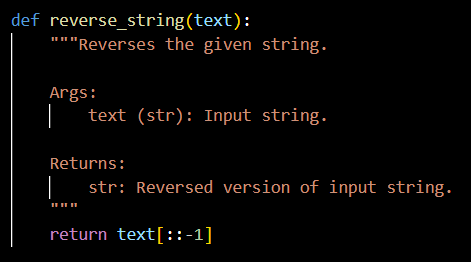 def reverse_string(text):
    """Reverses the given string.

    Args:
        text (str): Input string.

    Returns:
        str: Reversed version of input string.
    """
    return text[::-1]